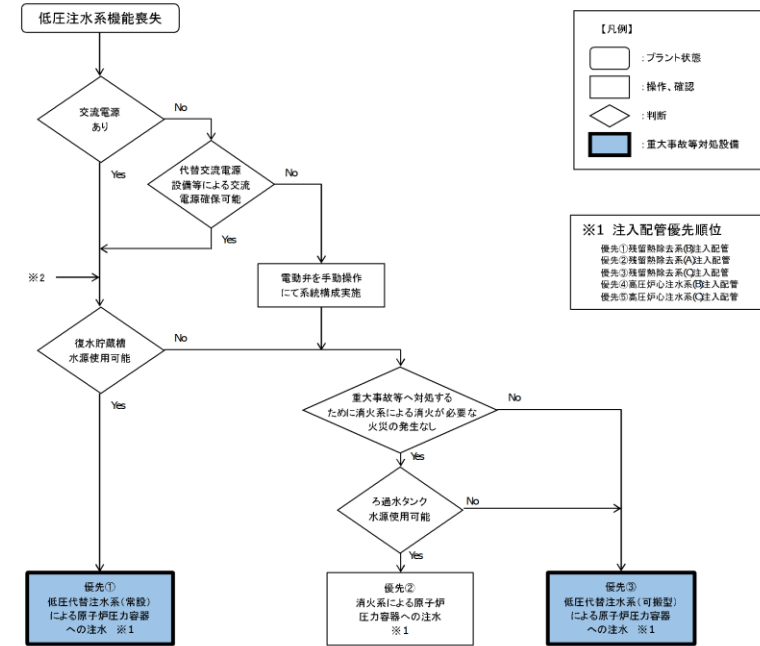 低圧注水系機能喪失
交流電源
あり
No
Yes
代替交流電源
設備等による交流
電源確保可能
No
Yes
※2
電動弁を手動操作
にて系統構成実施
復水貯蔵槽
水源使用可能
No
Yes
重大事故等へ対処する
ために消火系による消火が必要な
火災の発生なし
No
Yes
ろ過水タンク
水源使用可能
No
Yes
優先①
低圧代替注水系(常設)
による原子炉圧力容器
への注水 ※1
優先②
消火系による原子炉
圧力容器への注水
※1
優先③
低圧代替注水系(可搬型)
による原子炉圧力容器
への注水 ※1
【凡例】
:プラント状態
:操作、確認
:判断
:重大事故等対処設備
※1 注入配管優先順位
優先①残留熱除去系(B)注入配管
優先②残留熱除去系(A)注入配管
優先③残留熱除去系(C)注入配管
優先④高圧炉心注水系(B)注入配管
優先⑤高圧炉心注水系(C)注入配管